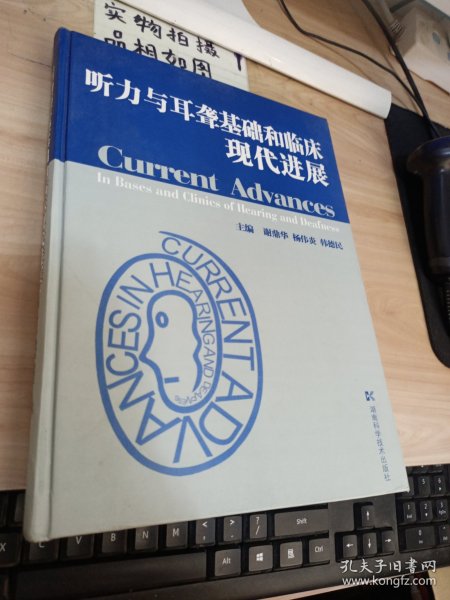 实物拍摄
品相如图
听力与耳聋基础和临床
现代进展
Current Advances
In Bases and Clinics of Hearing and Deafness
主编 谢鼎华 杨伟炎 韩德民
CURRENT ADVANCES IN HEARING AND DEAFNESS
湖南科学技术出版社
Shift
Alt
Ctrl
孔夫子旧书网
www.kongfz.com